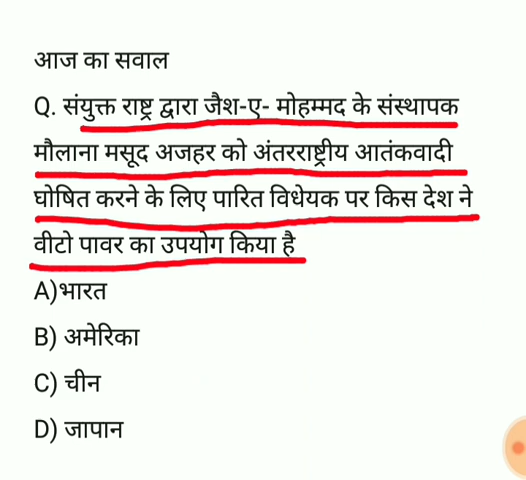 आज का सवाल
Q. संयुक्त राष्ट्र द्वारा जैश-ए- मोहम्मद के संस्थापक
मौलाना मसूद अजहर को अंतरराष्ट्रीय आतंकवादी
घोषित करने के लिए पारित विधेयक पर किस देश ने
वीटो पावर का उपयोग किया है
A)भारत
B) अमेरिका
C) चीन
D) जापान